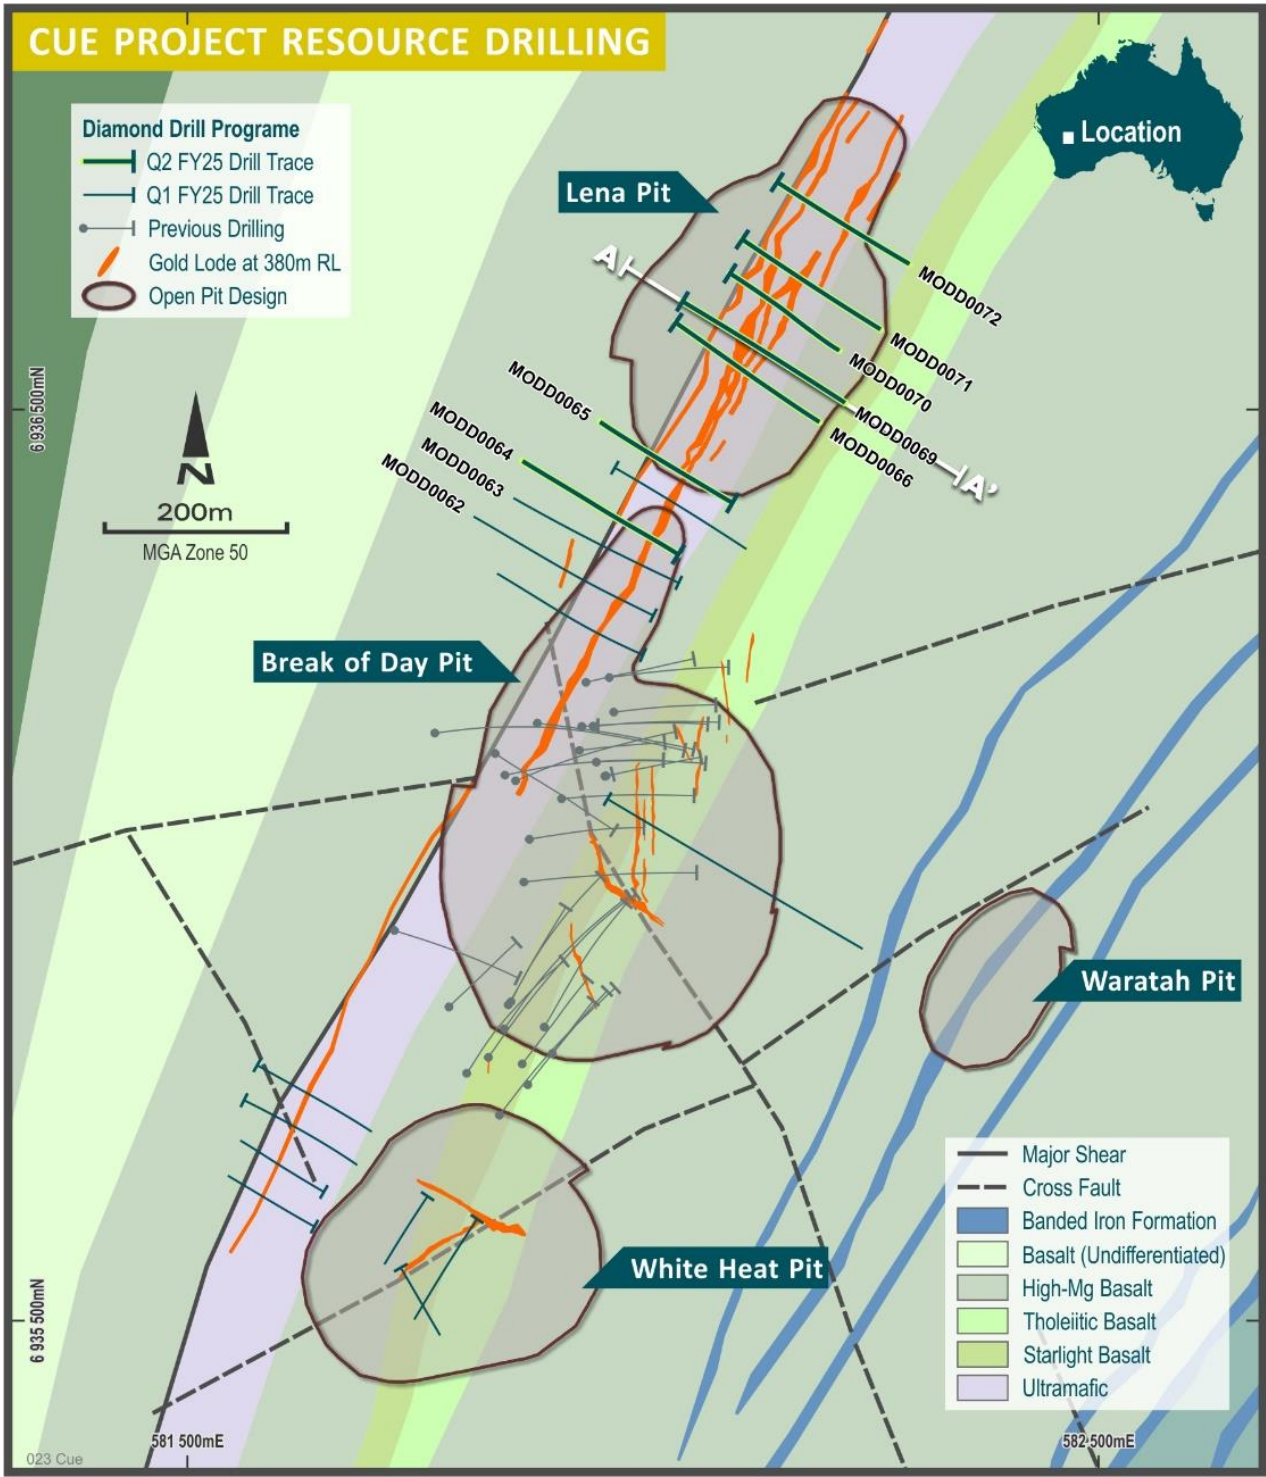 CUE PROJECT RESOURCE DRILLING
Diamond Drill Programe
Q2 FY25 Drill Trace
Q1 FY25 Drill Trace
Previous Drilling
Gold Lode at 380m RL
Open Pit Design
Location
Lena Pit
A
MODD0072
MODD0071
MODD0070
MODD0069
MODD0066
A'
MODD0065
MODD0064
MODD0063
MODD0062
6 936 500mN
N
200m
MGA Zone 50
Break of Day Pit
Waratah Pit
White Heat Pit
Major Shear
Cross Fault
Banded Iron Formation
Basalt (Undifferentiated)
High-Mg Basalt
Tholeiitic Basalt
Starlight Basalt
Ultramafic
6 935 500mN
581 500mE
582 500mE
023 Cue